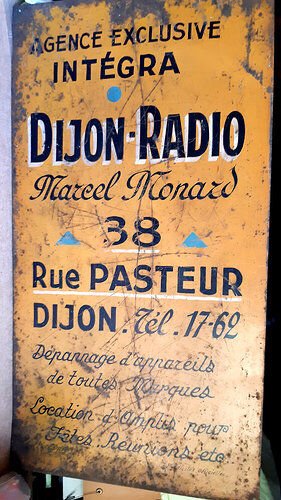 AGENCE EXCLUSIVE
INTÉGRA
DIJON-RADIO
Marcel Monard
38
Rue PASTEUR
DIJON. Tél. 17-62
Dépannage d'appareils
de toutes Marques
Location d'Amplis pour
Fêtes, Réunions, etc